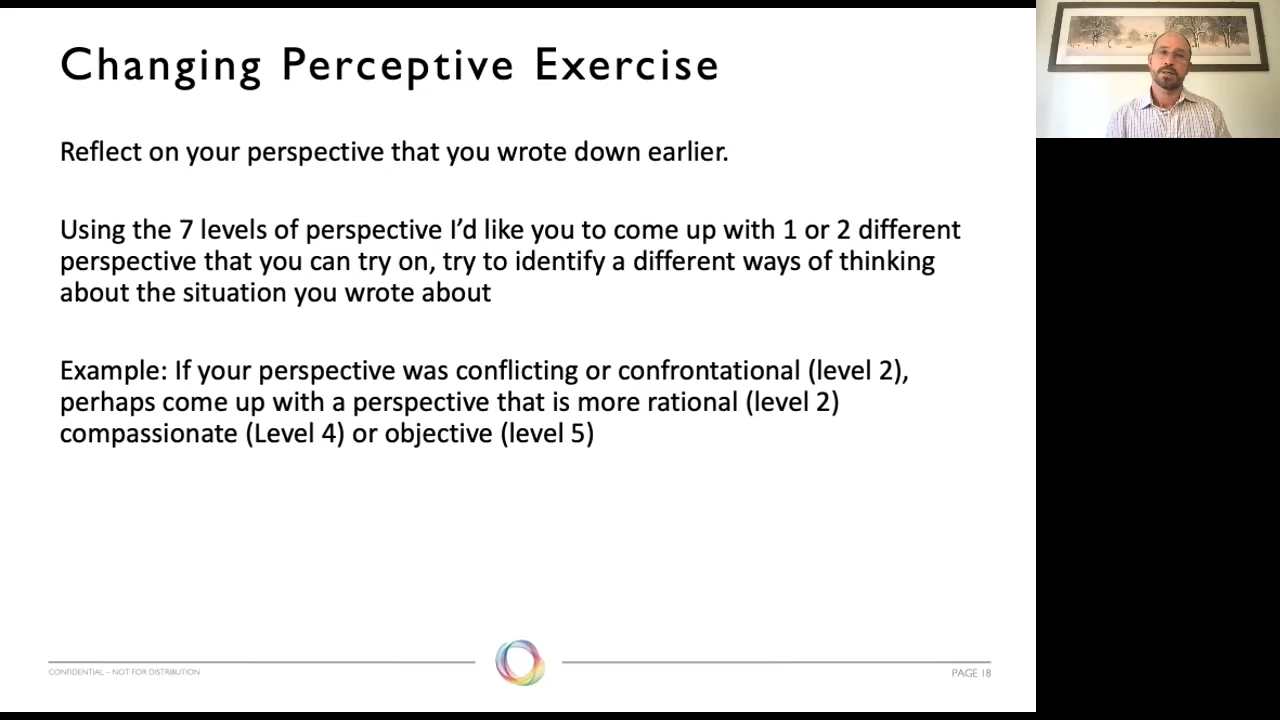 Changing Perceptive Exercise
Reflect on your perspective that you wrote down earlier.
Using the 7 levels of perspective I’d like you to come up with 1 or 2 different
perspective that you can try on, try to identify a different ways of thinking
about the situation you wrote about
Example: If your perspective was conflicting or confrontational (level 2),
perhaps come up with a perspective that is more rational (level 2)
compassionate (Level 4) or objective (level 5)
CONFIDENTIAL – NOT FOR DISTRIBUTION
PAGE 18